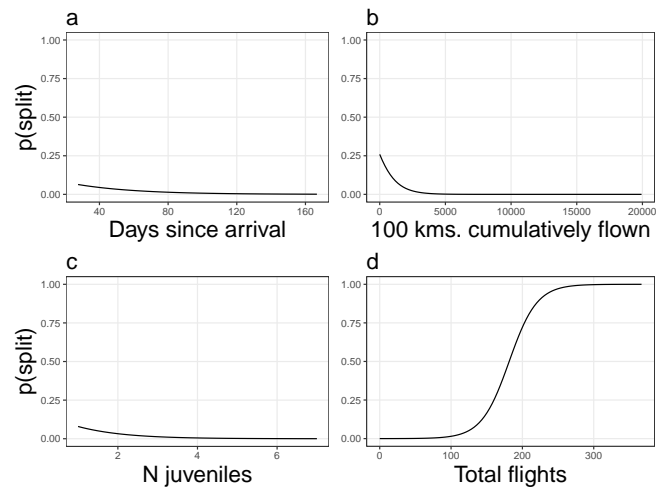 a
p(split)
1.00
0.75
0.50
0.25
0.00
40 80 120 160
Days since arrival
b
1.00
0.75
0.50
0.25
0.00
0 5000 10000 15000 20000
100 kms. cumulatively flown
c
p(split)
1.00
0.75
0.50
0.25
0.00
2 4 6
N juveniles
d
1.00
0.75
0.50
0.25
0.00
0 100 200 300
Total flights